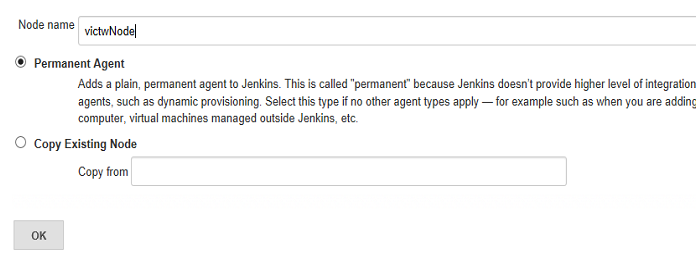 Node name victwNode
Permanent Agent
Adds a plain, permanent agent to Jenkins. This is called "permanent" because Jenkins doesn't provide higher level of integration
agents, such as dynamic provisioning. Select this type if no other agent types apply — for example such as when you are adding
computer, virtual machines managed outside Jenkins, etc.
Copy Existing Node
Copy from
OK